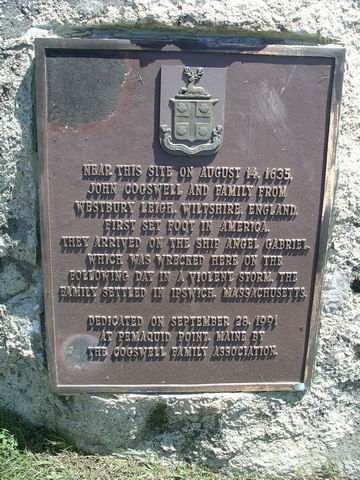 NEAR THIS SITE ON AUGUST 14, 1635,
JOHN COGSWELL AND FAMILY FROM
WESTBURY LEIGH, WILTSHIRE, ENGLAND,
FIRST SET FOOT IN AMERICA.
THEY ARRIVED ON THE SHIP ANGEL GABRIEL,
WHICH WAS WRECKED HERE ON THE
FOLLOWING DAY IN A VIOLENT STORM. THE
FAMILY SETTLED IN IPSWICH, MASSACHUSETTS.
DEDICATED ON SEPTEMBER 28, 1991
AT PEMAQUID POINT, MAINE BY
THE COGSWELL FAMILY ASSOCIATION.